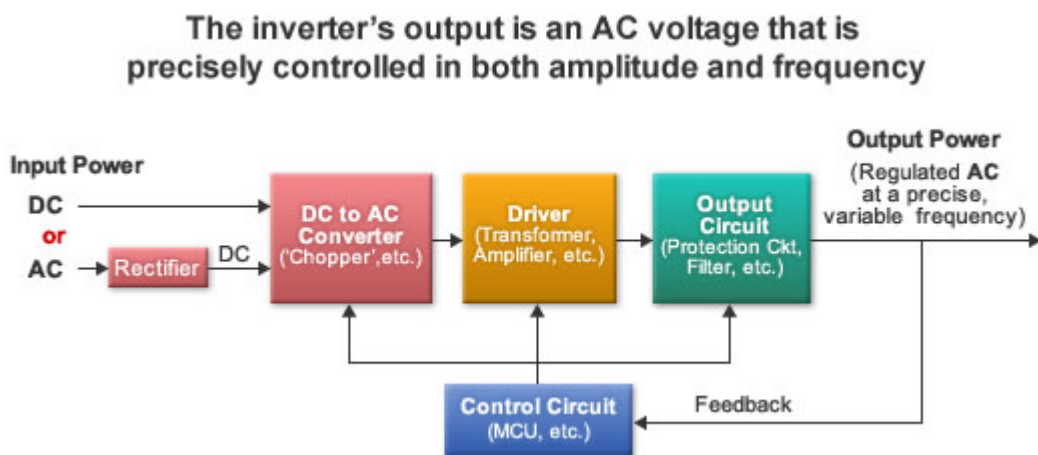 The inverter's output is an AC voltage that is
precisely controlled in both amplitude and frequency
Input Power
DC
or
AC
Rectifier
DC
DC to AC
Converter
('Chopper',etc.)
Driver
(Transformer,
Amplifier, etc.)
Output
Circuit
(Protection Ckt,
Filter, etc.)
Output Power
(Regulated AC
at a precise,
variable frequency)
Control Circuit
(MCU, etc.)
Feedback